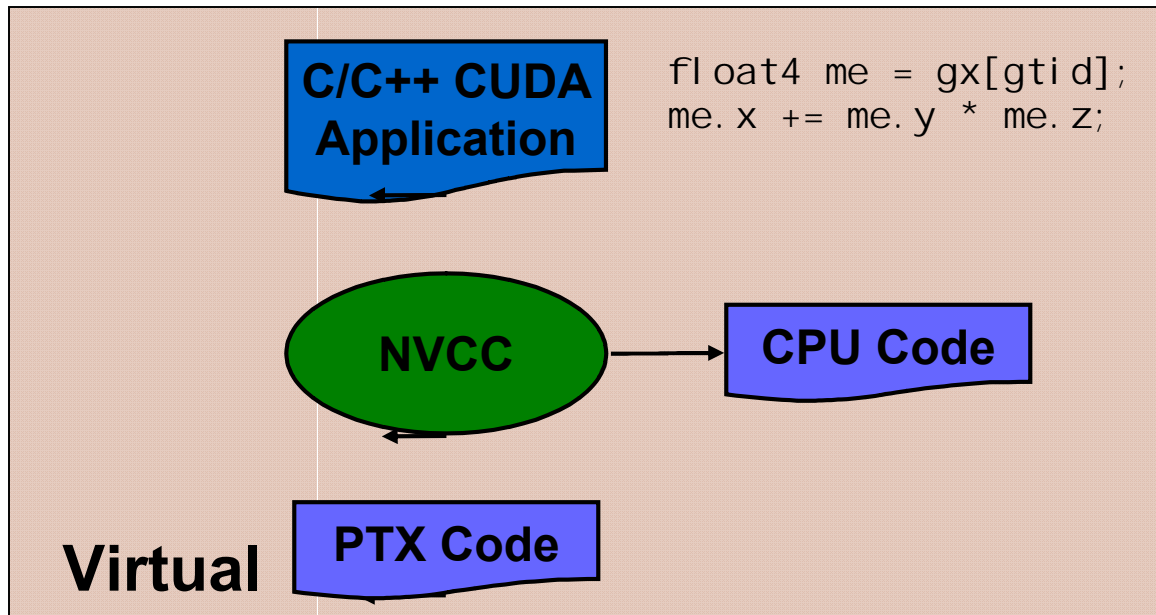 C/C++ CUDA
Application
float4 me = gx[gtid];
me.x += me.y * me.z;
NVCC
CPU Code
PTX Code
Virtual